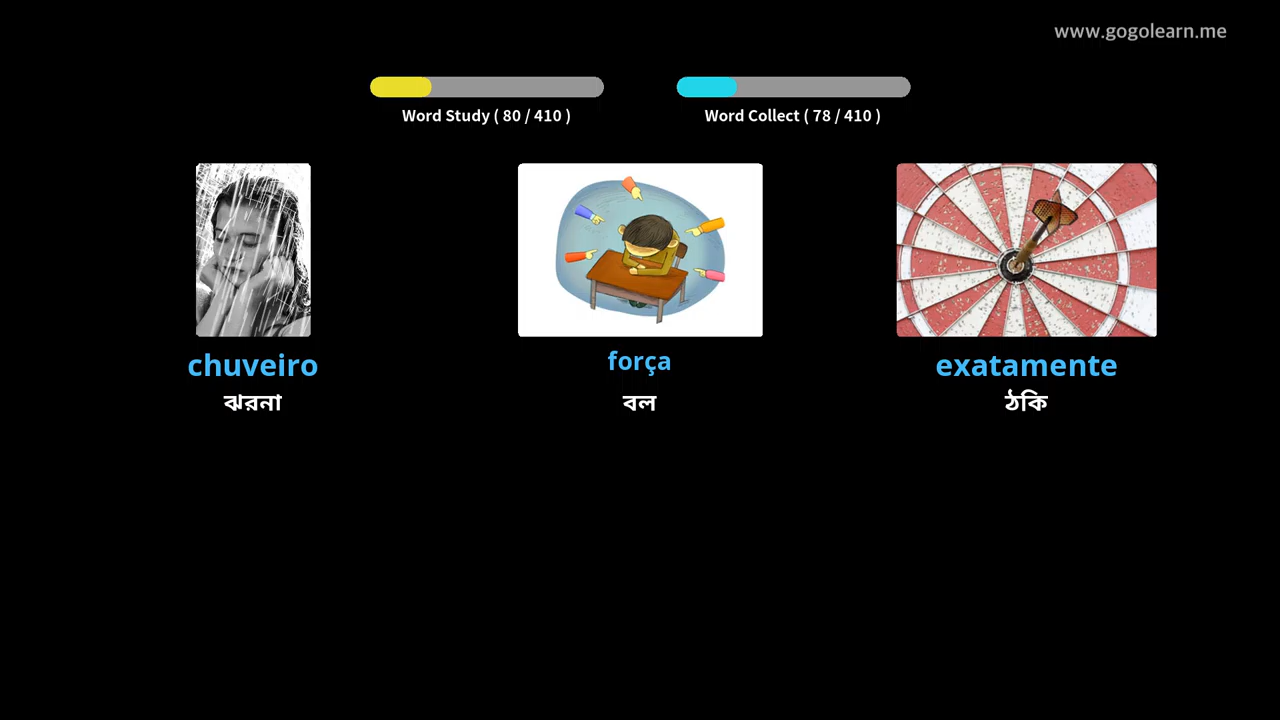 www.gogolearn.me
Word Study ( 80 / 410 )
Word Collect ( 78 / 410 )
chuveiro
força
exatamente
ঝরনা
বল
ঠিক